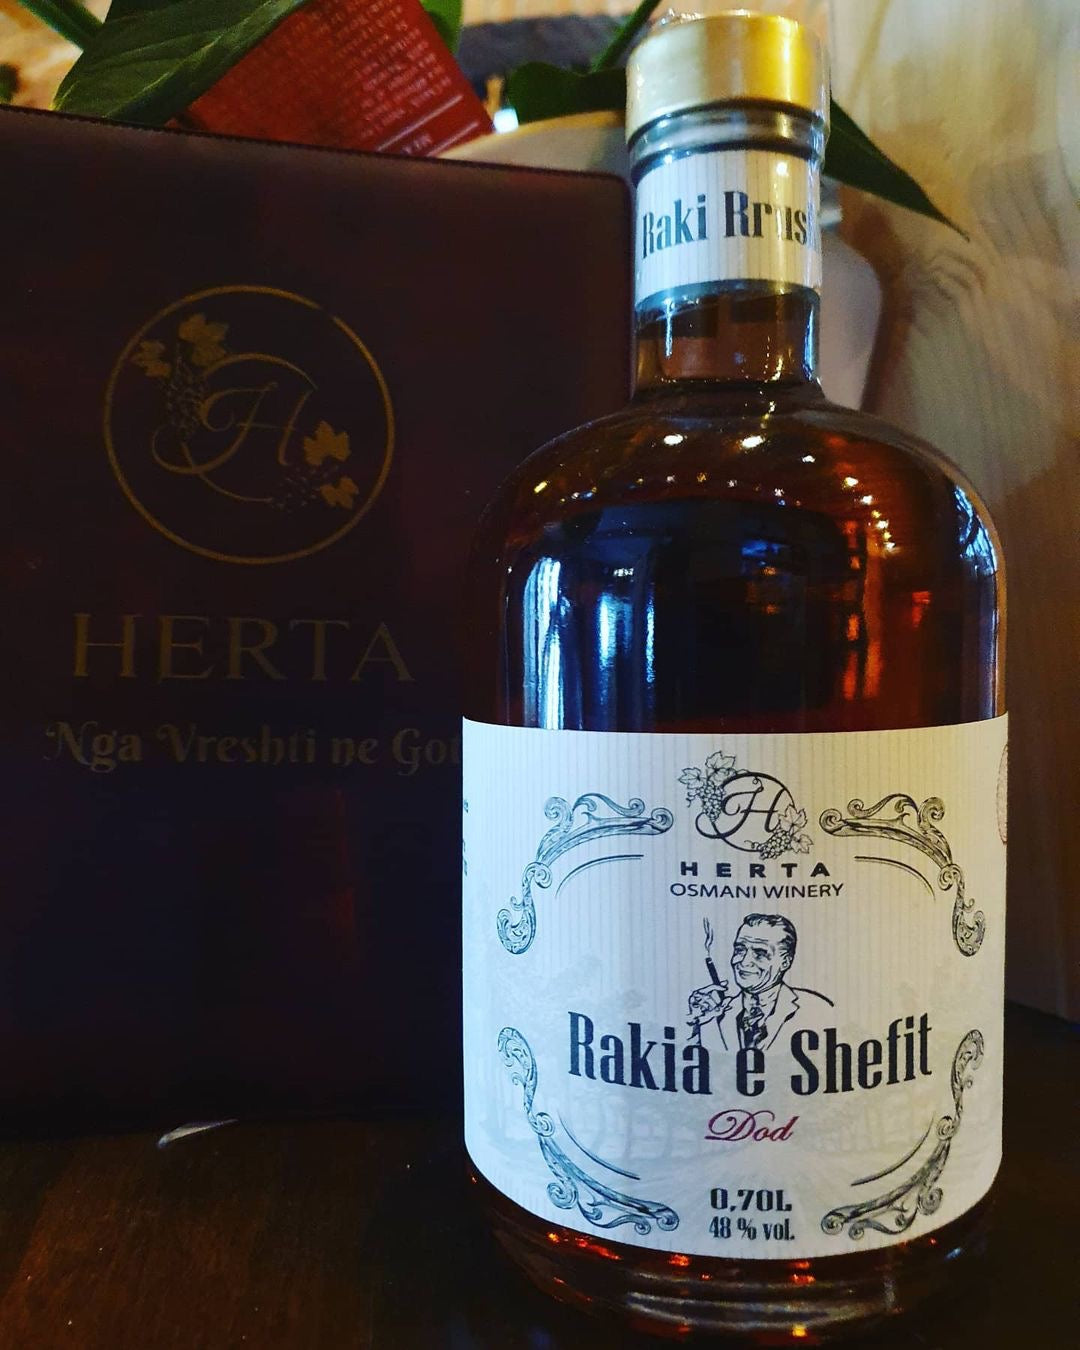 Raki Rrus
H
HERTA
Nga Vreshti ne Got
H
HERTA
OSMANI WINERY
Rakia e Shefit
Dod
0,70L
48 % vol.